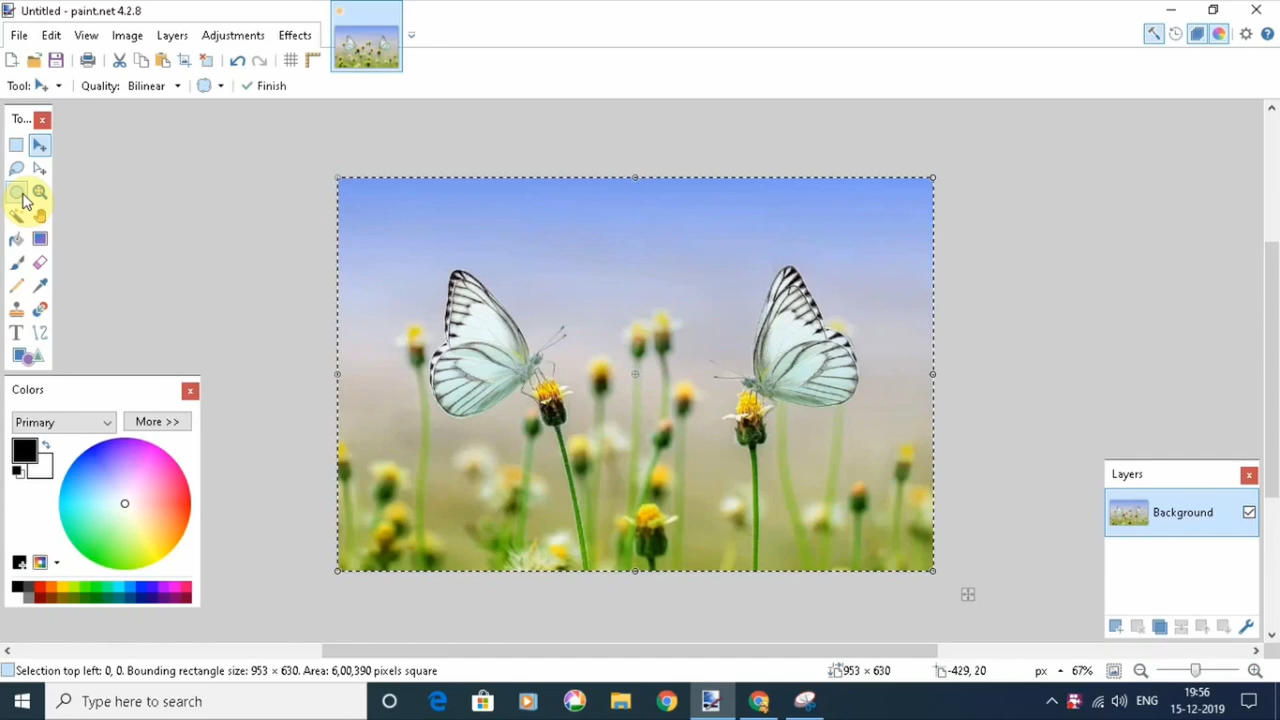 Untitled - paint.net 4.2.8
File Edit View Image Layers Adjustments Effects
Tool: Quality: Bilinear Finish
To...
Colors
Primary More >>
Layers
Background
Selection top left: 0, 0. Bounding rectangle size: 953 × 630. Area: 6,00,390 pixels square 953 × 630 -429, 20 px 67%
Type here to search
ENG
19:56
15-12-2019